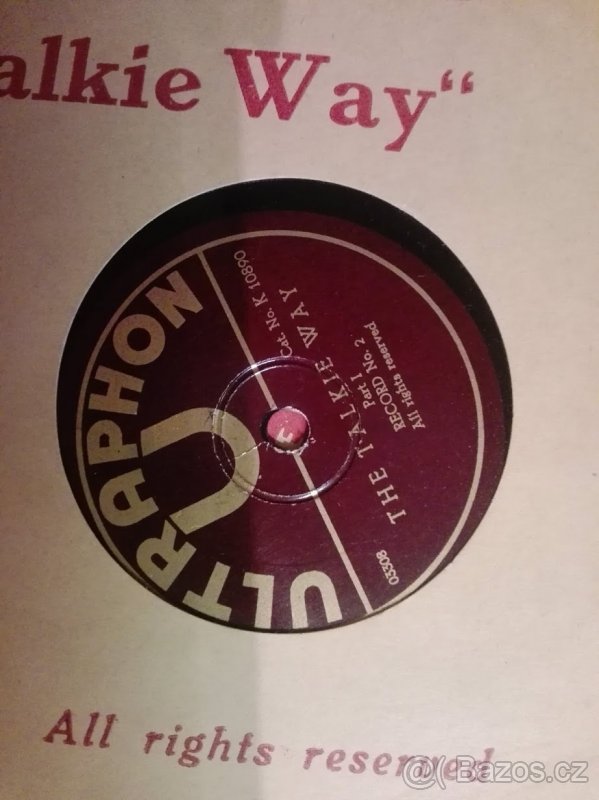 alkie Way“
ULTRAPHON
U
Cat. No. K 10890
THE TALKIE WAY
Part I
RECORD No. 2
All rights reserved
03308
E
All rights reserved
Bazos.cz